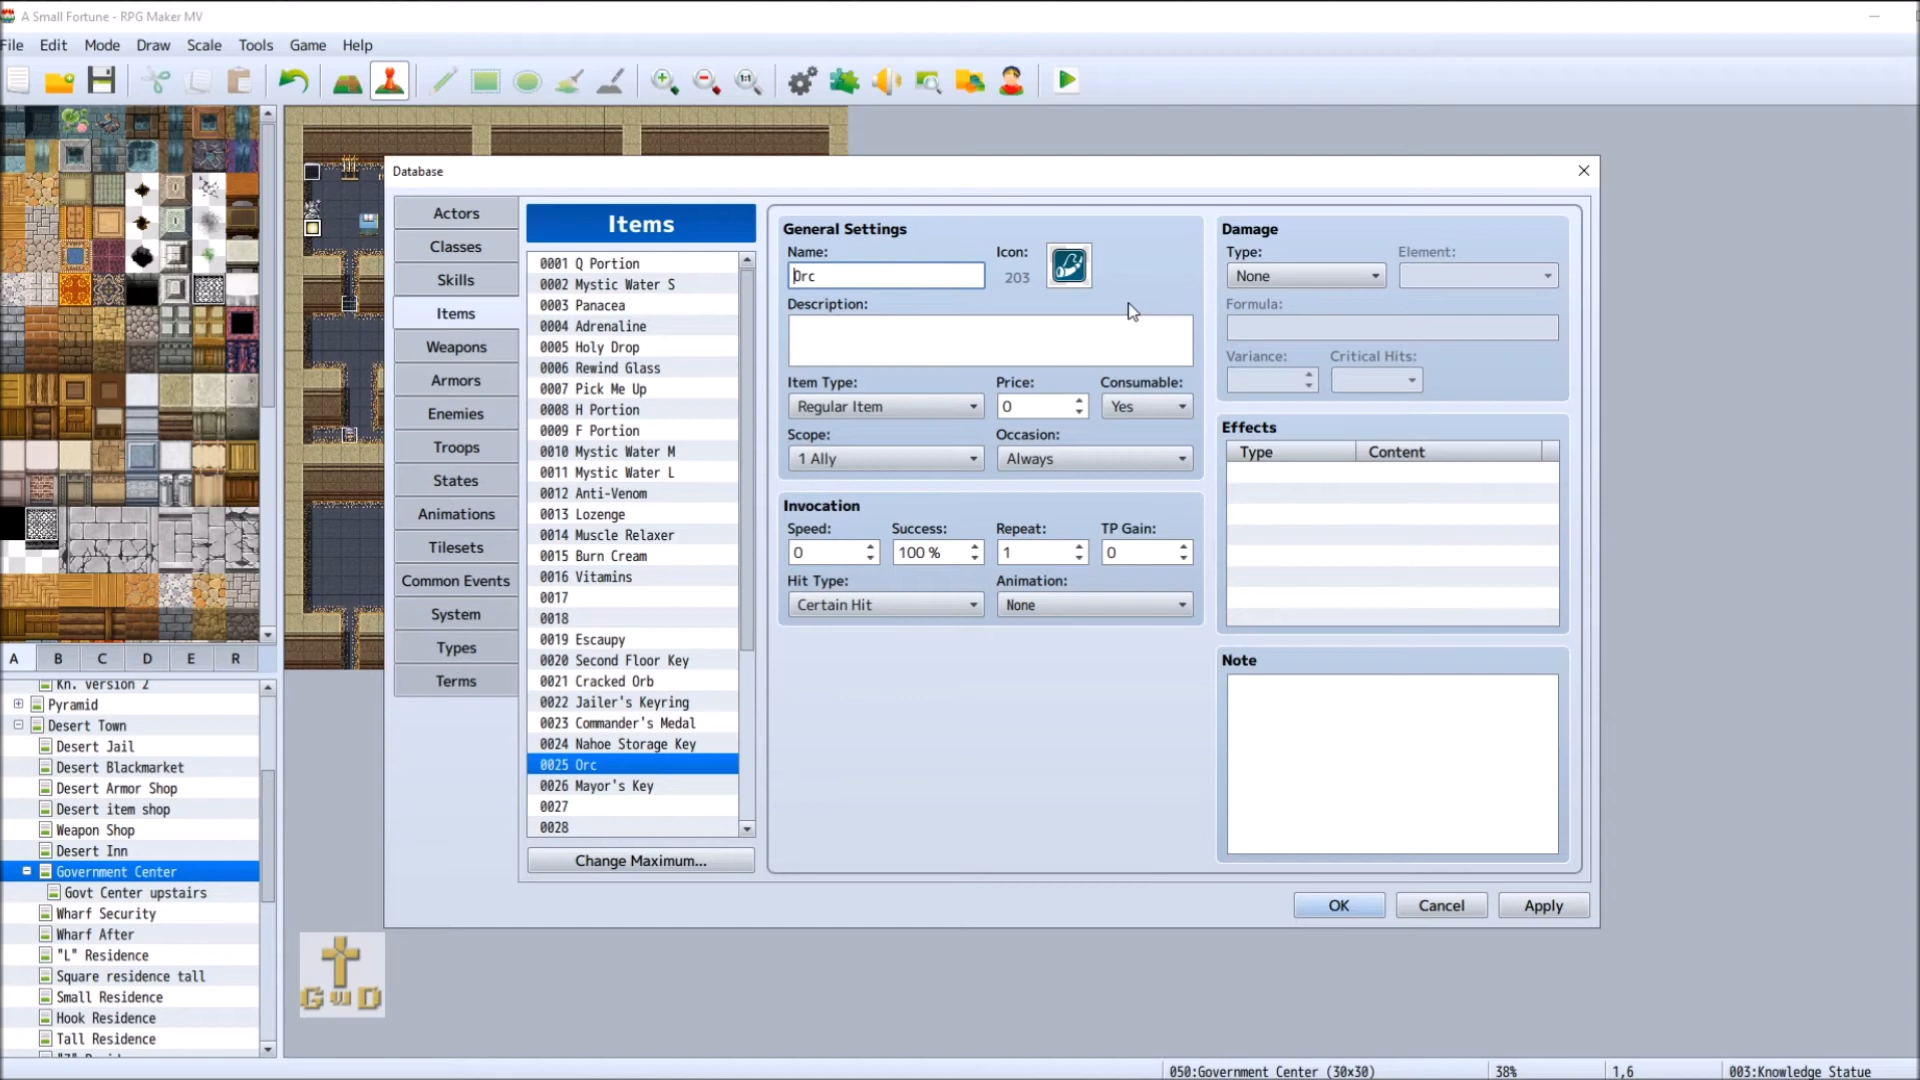 A Small Fortune - RPG Maker MV
File Edit Mode Draw Scale Tools Game Help
1:1
Database
Actors
Classes
Skills
Items
Weapons
Armors
Enemies
Troops
States
Animations
Tilesets
Common Events
System
Types
Terms
Items
0001 Q Portion
0002 Mystic Water S
0003 Panacea
0004 Adrenaline
0005 Holy Drop
0006 Rewind Glass
0007 Pick Me Up
0008 H Portion
0009 F Portion
0010 Mystic Water M
0011 Mystic Water L
0012 Anti-Venom
0013 Lozenge
0014 Muscle Relaxer
0015 Burn Cream
0016 Vitamins
0017
0018
0019 Escaupy
0020 Second Floor Key
0021 Cracked Orb
0022 Jailer's Keyring
0023 Commander's Medal
0024 Nahoe Storage Key
0025 Orc
0026 Mayor's Key
0027
0028
Change Maximum...
General Settings
Name: Icon:
Orc 203
Description:
Item Type: Price: Consumable:
Regular Item 0 Yes
Scope: Occasion:
1 Ally Always
Invocation
Speed: Success: Repeat: TP Gain:
0 100 % 1 0
Hit Type: Animation:
Certain Hit None
Damage
Type: Element:
None
Formula:
Variance: Critical Hits:
Effects
Type Content
Note
OK Cancel Apply
A B C D E R
Kn. version 2
Pyramid
Desert Town
Desert Jail
Desert Blackmarket
Desert Armor Shop
Desert item shop
Weapon Shop
Desert Inn
Government Center
Govt Center upstairs
Wharf Security
Wharf After
"L" Residence
Square residence tall
Small Residence
Hook Residence
Tall Residence
GWD
050:Government Center (30x30) 38% 1,6 003:Knowledge Statue